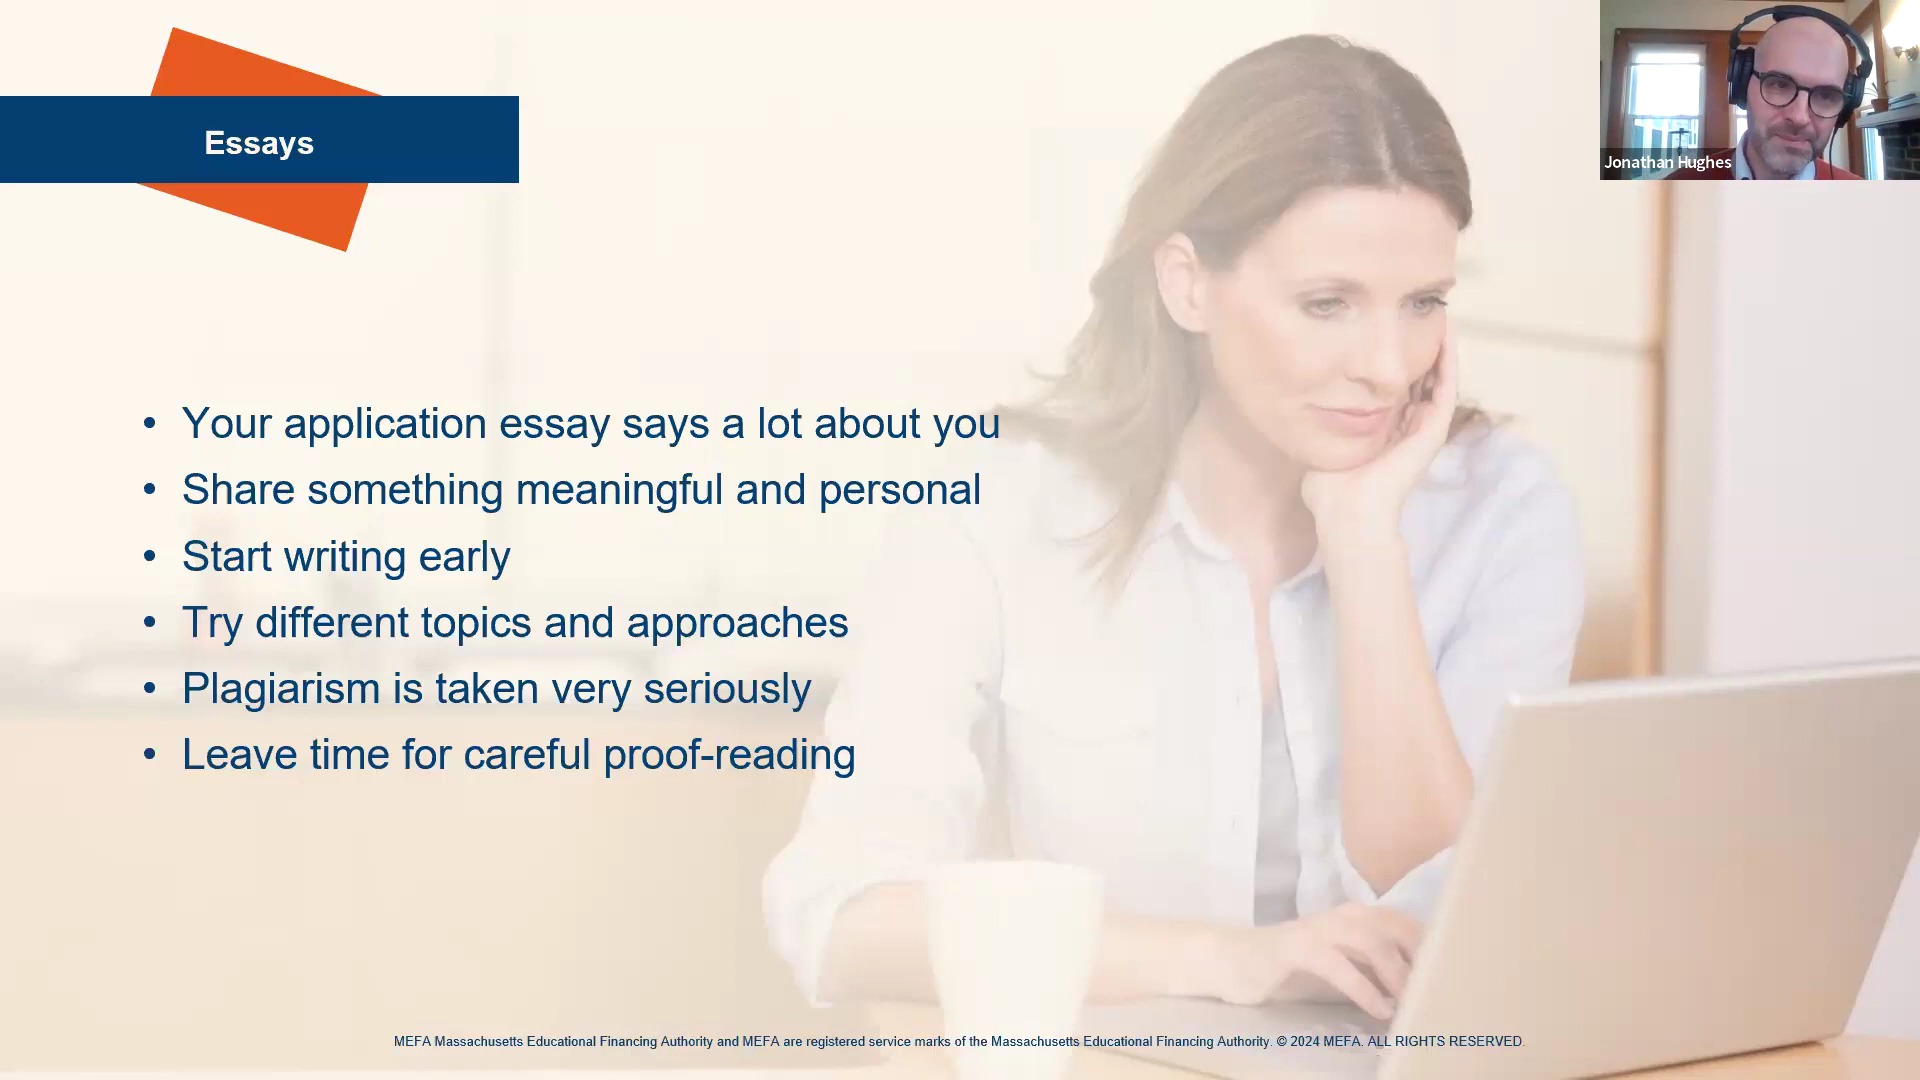 Essays
Jonathan Hughes
• Your application essay says a lot about you
• Share something meaningful and personal
• Start writing early
• Try different topics and approaches
• Plagiarism is taken very seriously
• Leave time for careful proof-reading
MEFA Massachusetts Educational Financing Authority and MEFA are registered service marks of the Massachusetts Educational Financing Authority. © 2024 MEFA. ALL RIGHTS RESERVED.